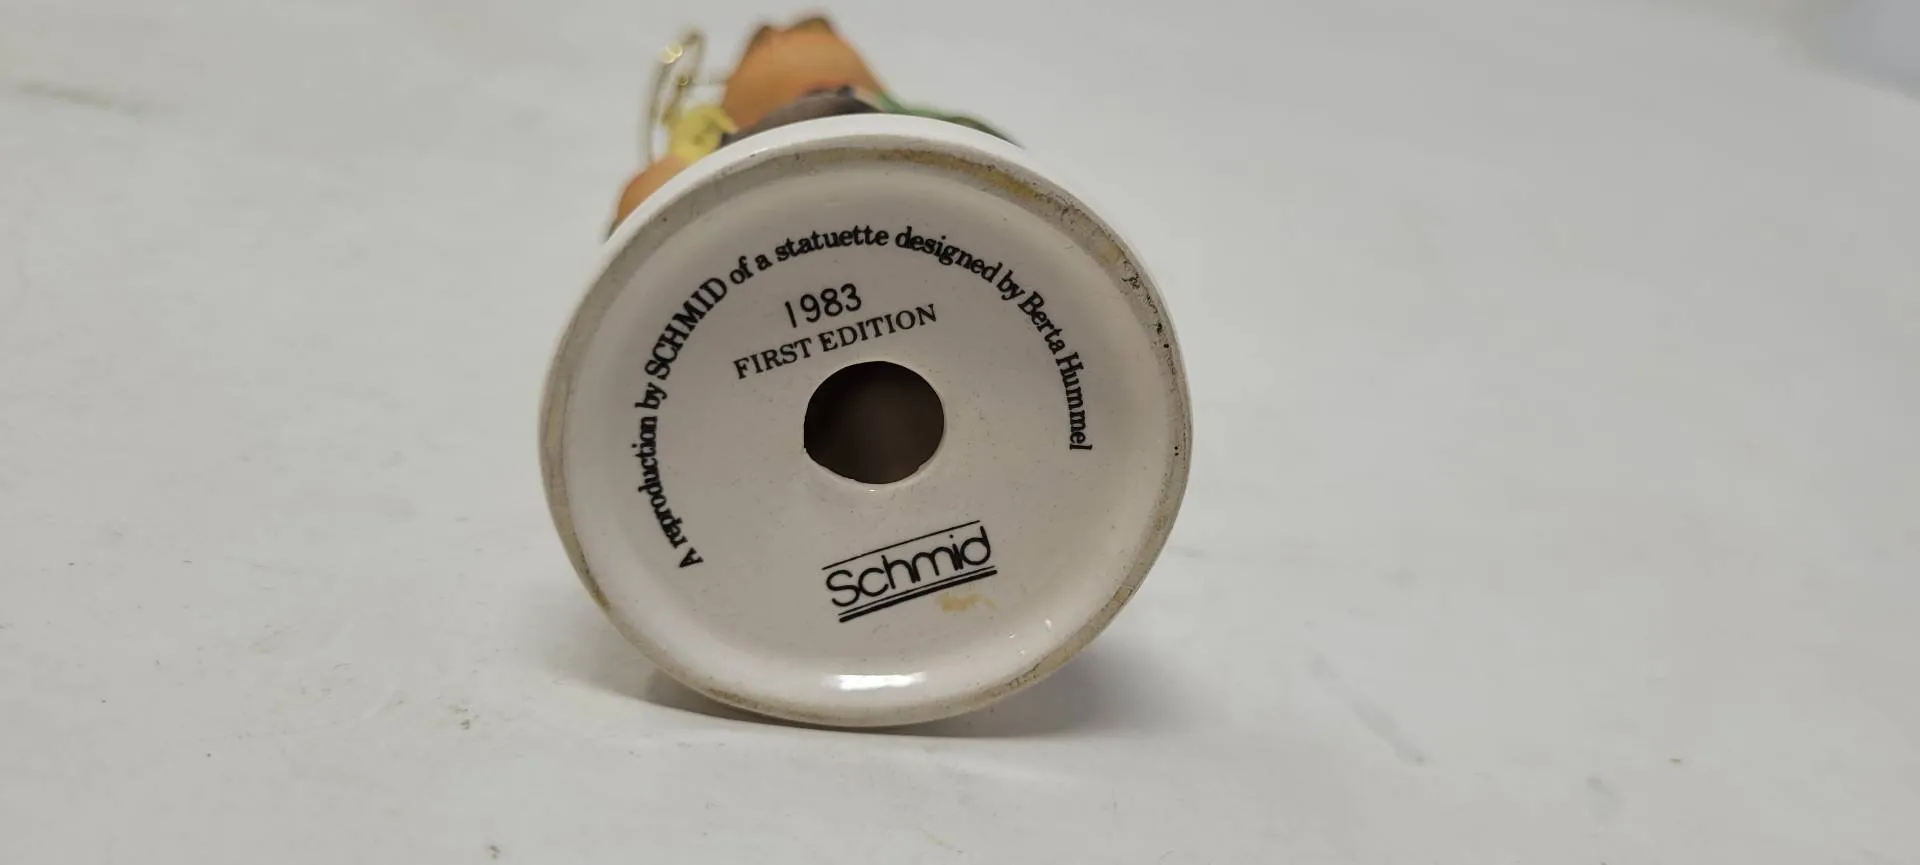 A reproduction by SCHMID of a statuette designed by Berta Hummel
1983
FIRST EDITION
Schmid